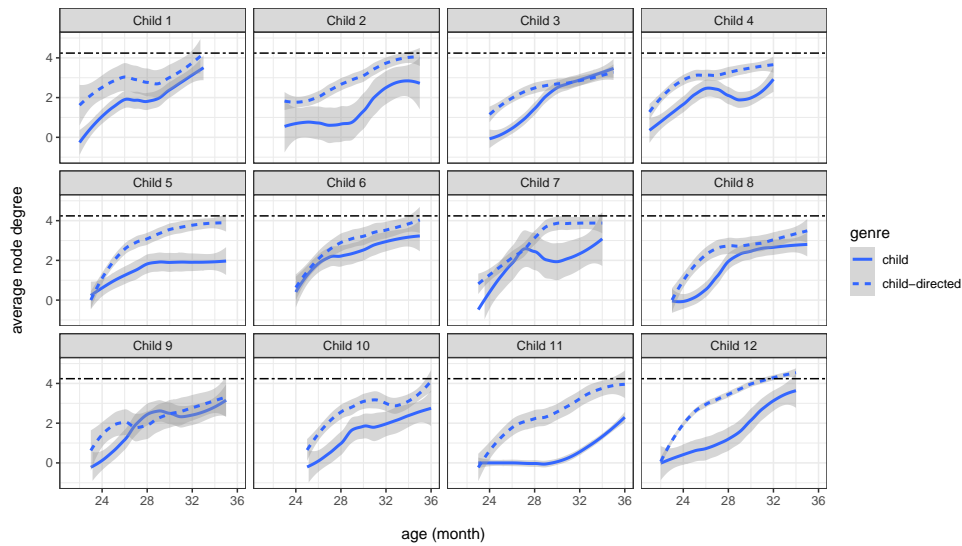 Child 1 Child 2 Child 3 Child 4
4
2
0
Child 5 Child 6 Child 7 Child 8
4
2
0
Child 9 Child 10 Child 11 Child 12
4
2
0
24 28 32 36 24 28 32 36 24 28 32 36 24 28 32 36
age (month)
average node degree
genre
child
child−directed